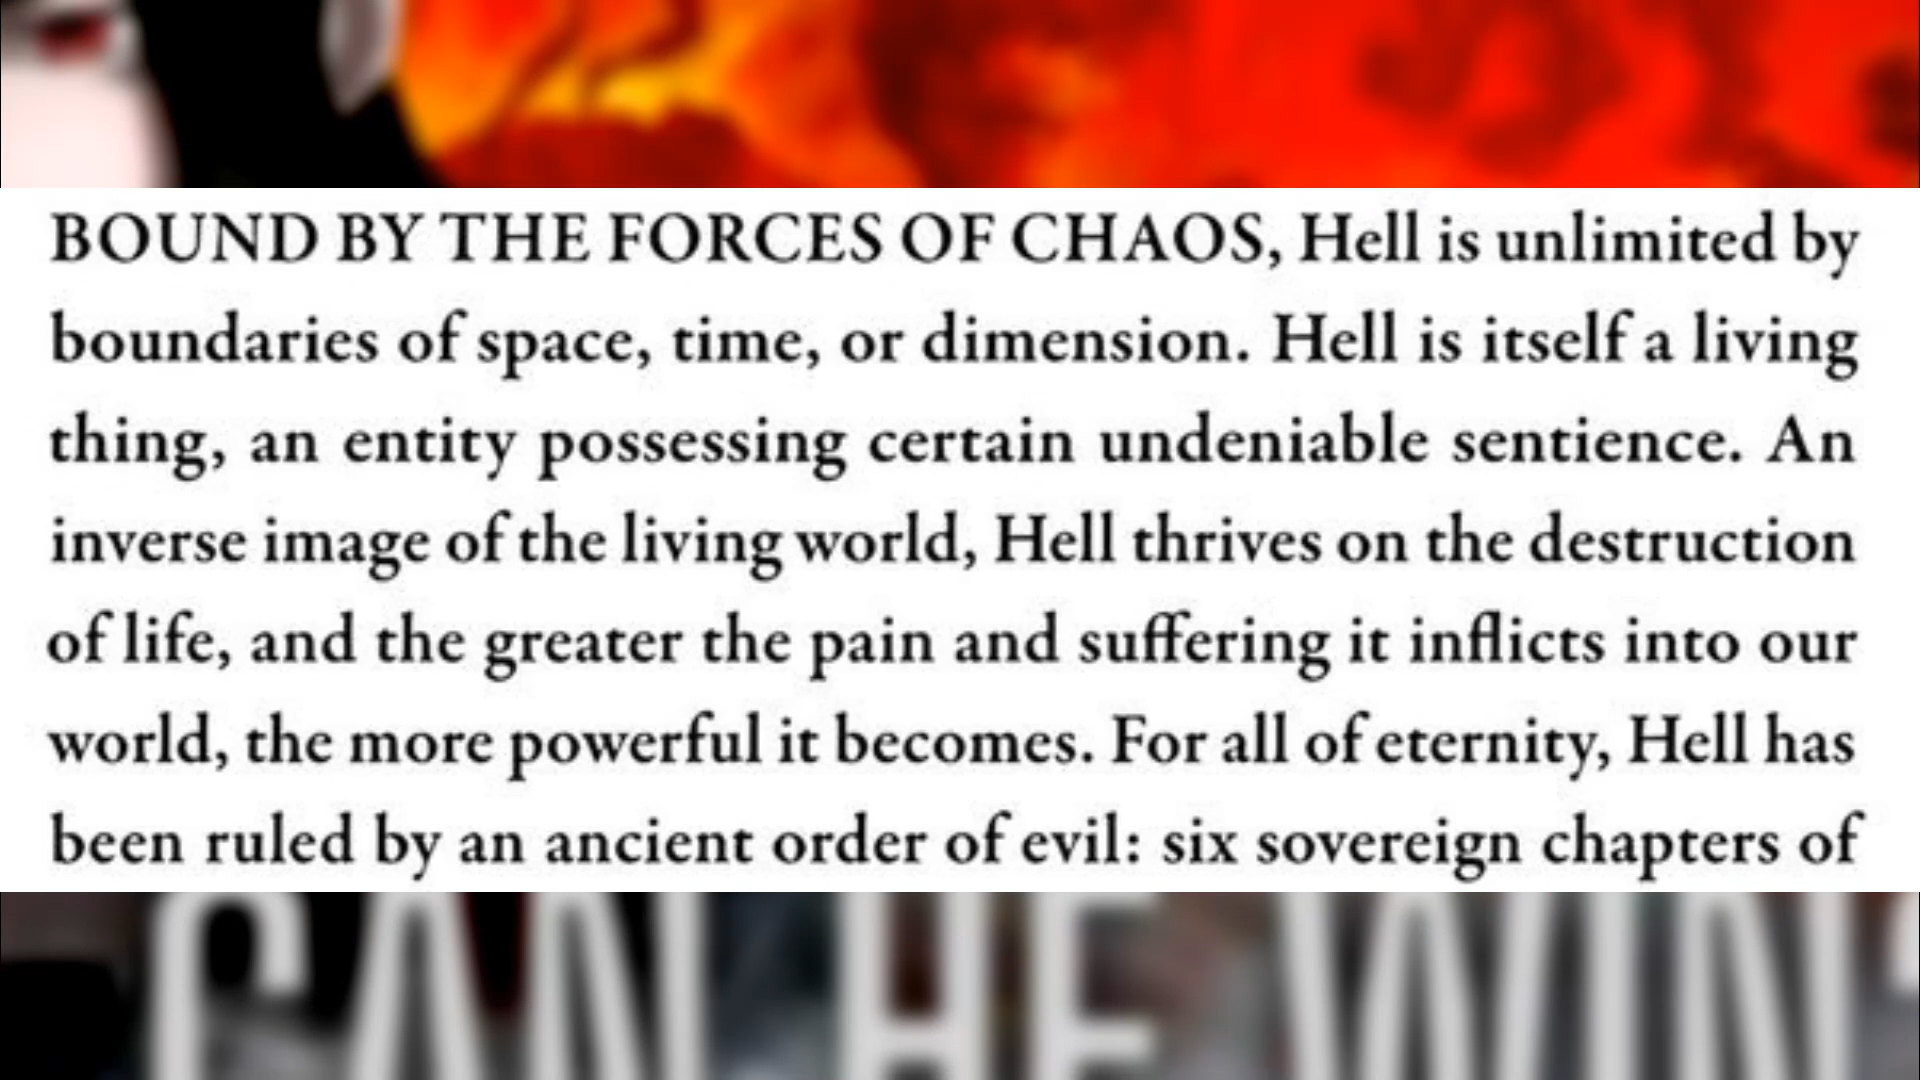 BOUND BY THE FORCES OF CHAOS, Hell is unlimited by
boundaries of space, time, or dimension. Hell is itself a living
thing, an entity possessing certain undeniable sentience. An
inverse image of the living world, Hell thrives on the destruction
of life, and the greater the pain and suffering it inflicts into our
world, the more powerful it becomes. For all of eternity, Hell has
been ruled by an ancient order of evil: six sovereign chapters of
CAN HE WIN?